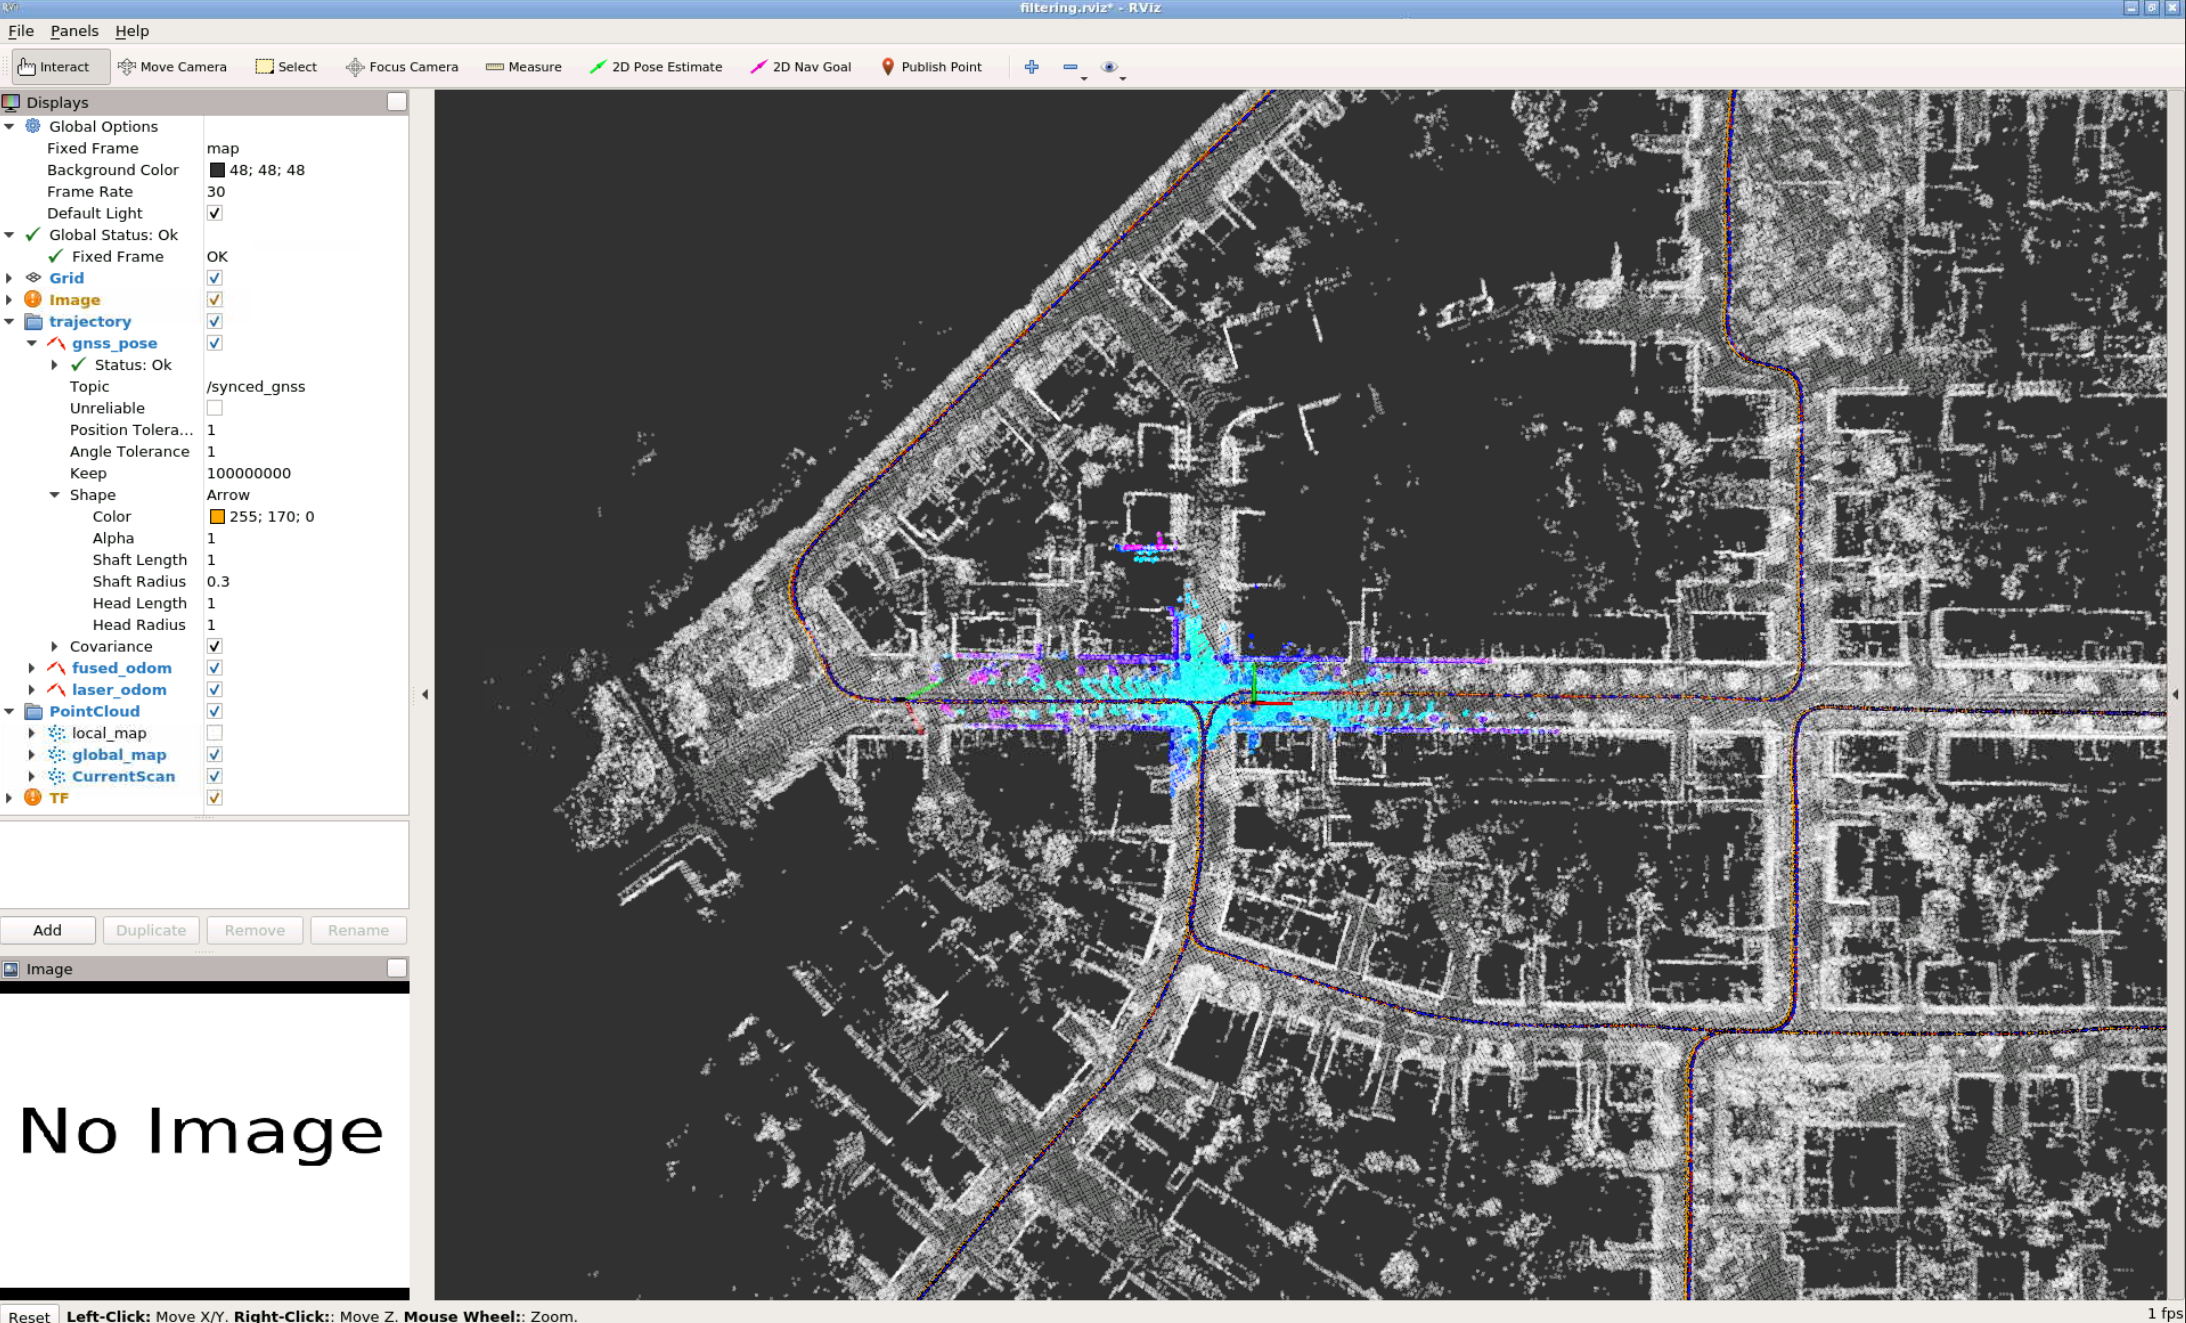 RViz
filtering.rviz* - RViz
File Panels Help
Interact Move Camera Select Focus Camera Measure 2D Pose Estimate 2D Nav Goal Publish Point
Displays
Global Options
Fixed Frame map
Background Color 48; 48; 48
Frame Rate 30
Default Light
Global Status: Ok
Fixed Frame OK
Grid
Image
trajectory
gnss_pose
Status: Ok
Topic /synced_gnss
Unreliable
Position Tolera... 1
Angle Tolerance 1
Keep 100000000
Shape Arrow
Color 255; 170; 0
Alpha 1
Shaft Length 1
Shaft Radius 0.3
Head Length 1
Head Radius 1
Covariance
fused_odom
laser_odom
PointCloud
local_map
global_map
CurrentScan
TF
Add Duplicate Remove Rename
Image
No Image
Reset Left-Click: Move X/Y. Right-Click:: Move Z. Mouse Wheel:: Zoom. 1 fps